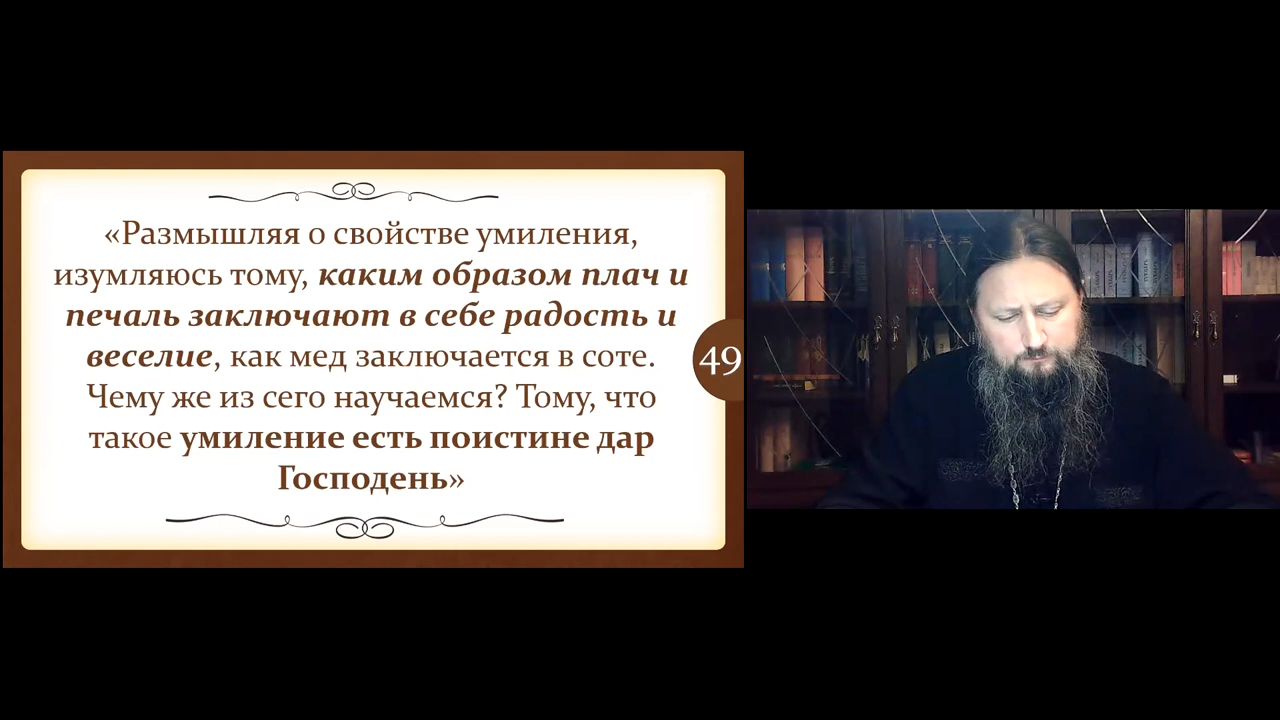 «Размышляя о свойстве умиления,
изумляюсь тому, каким образом плач и
печаль заключают в себе радость и
веселие, как мед заключается в соте.
Чему же из сего научаемся? Тому, что
такое умиление есть поистине дар
Господень»
49